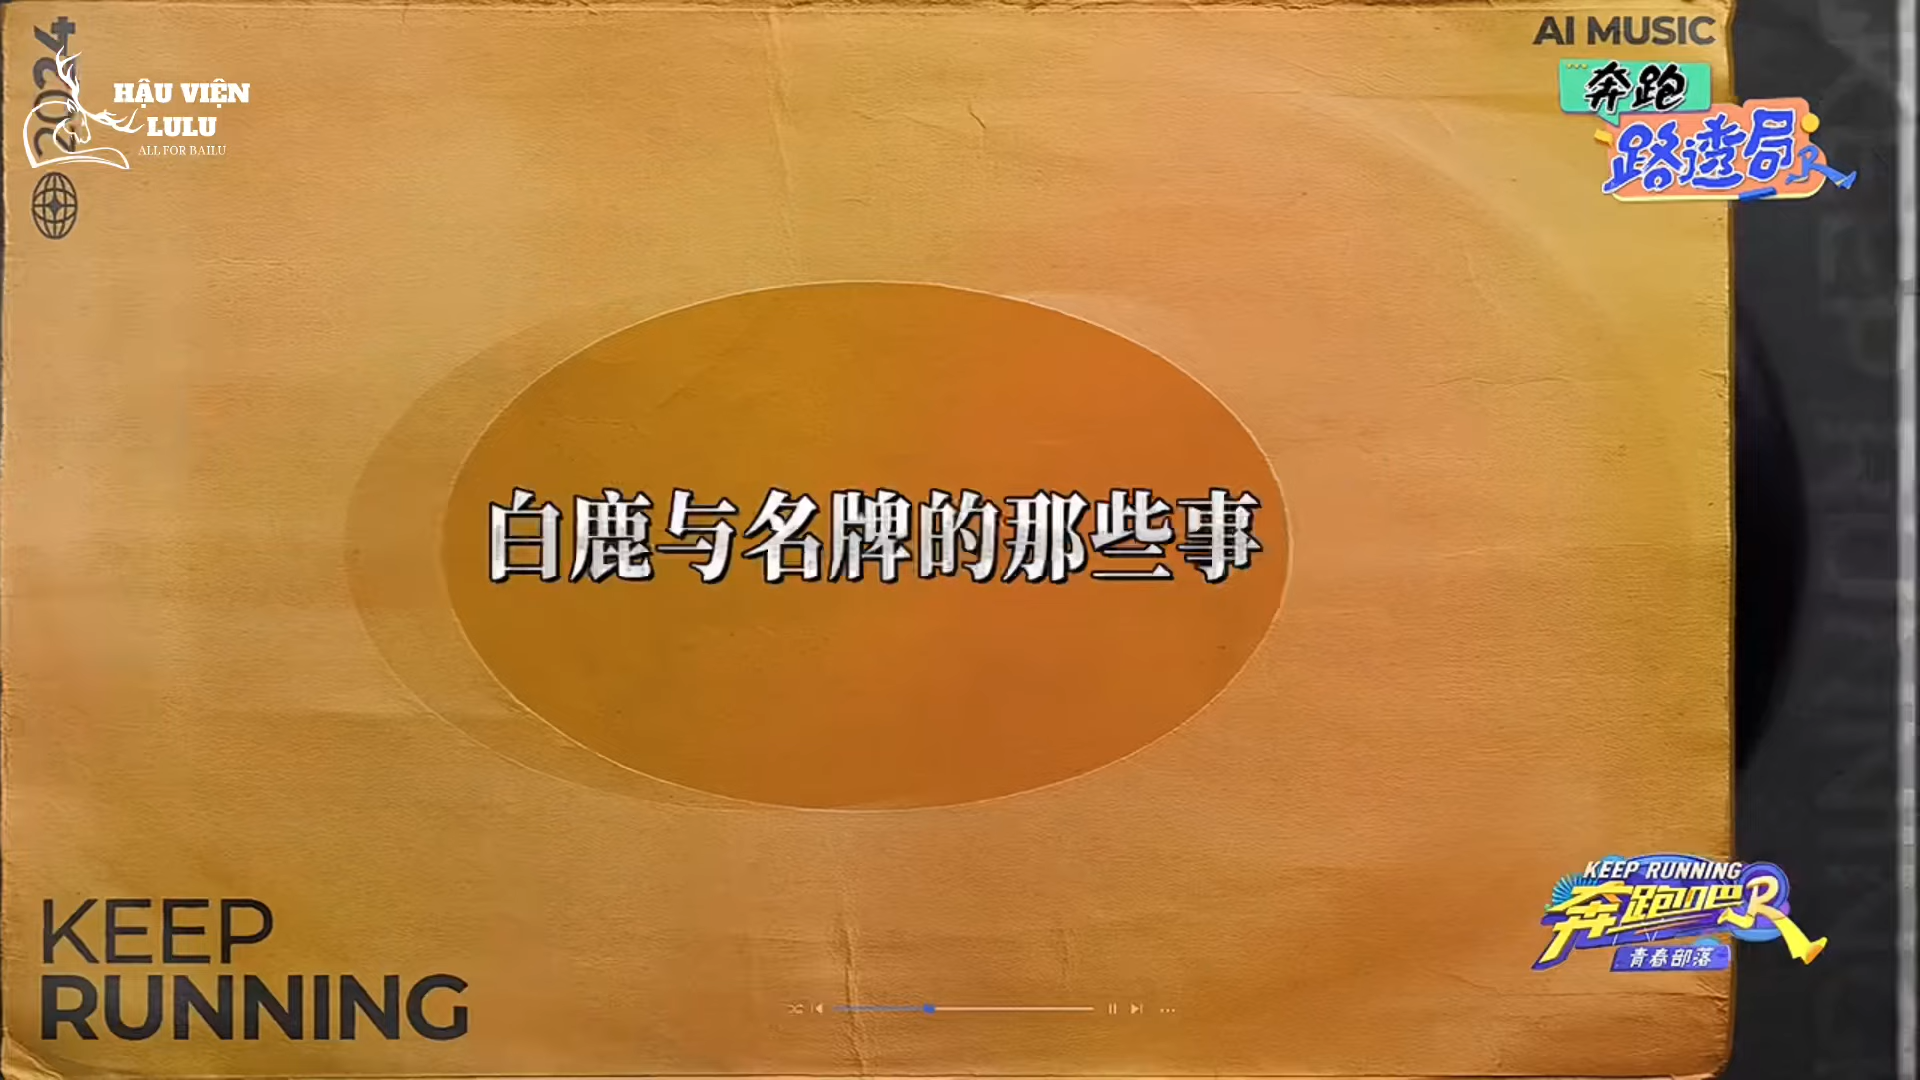 2024
HẬU VIỆN
LULU
ALL FOR BAILU
AI MUSIC
奔跑
路透局
白鹿与名牌的那些事
KEEP
RUNNING
KEEP RUNNING
奔跑吧
青春部落